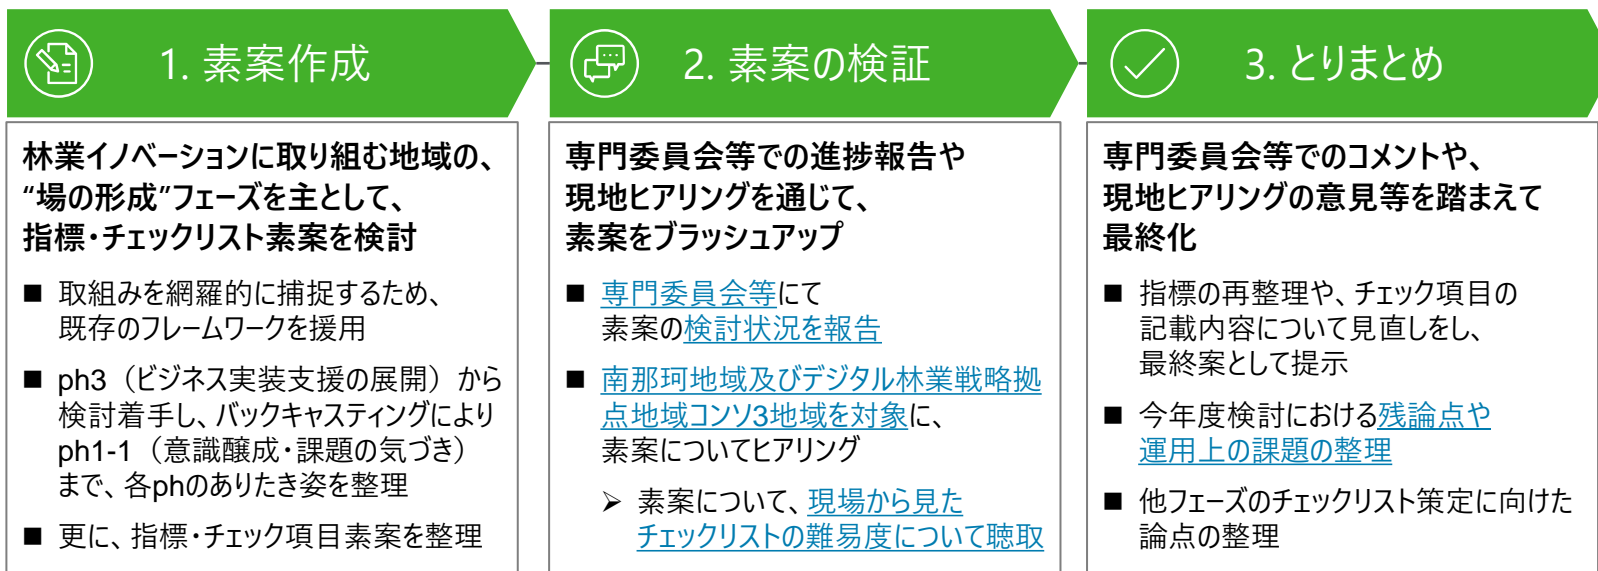 1. 素案作成
林業イノベーションに取り組む地域の、
“場の形成”フェーズを主として、
指標・チェックリスト素案を検討
■ 取組みを網羅的に捕捉するため、
既存のフレームワークを援用
■ ph3（ビジネス実装支援の展開）から
検討着手し、バックキャスティングにより
ph1-1（意識醸成・課題の気づき）
まで、各phのありたき姿を整理
■ 更に、指標・チェック項目素案を整理
2. 素案の検証
専門委員会等での進捗報告や
現地ヒアリングを通じて、
素案をブラッシュアップ
■ 専門委員会等にて
素案の検討状況を報告
■ 南那珂地域及びデジタル林業戦略拠
点地域コンソ3地域を対象に、
素案についてヒアリング
➢ 素案について、現場から見た
チェックリストの難易度について聴取
3. とりまとめ
専門委員会等でのコメントや、
現地ヒアリングの意見等を踏まえて
最終化
■ 指標の再整理や、チェック項目の
記載内容について見直しをし、
最終案として提示
■ 今年度検討における残論点や
運用上の課題の整理
■ 他フェーズのチェックリスト策定に向けた
論点の整理